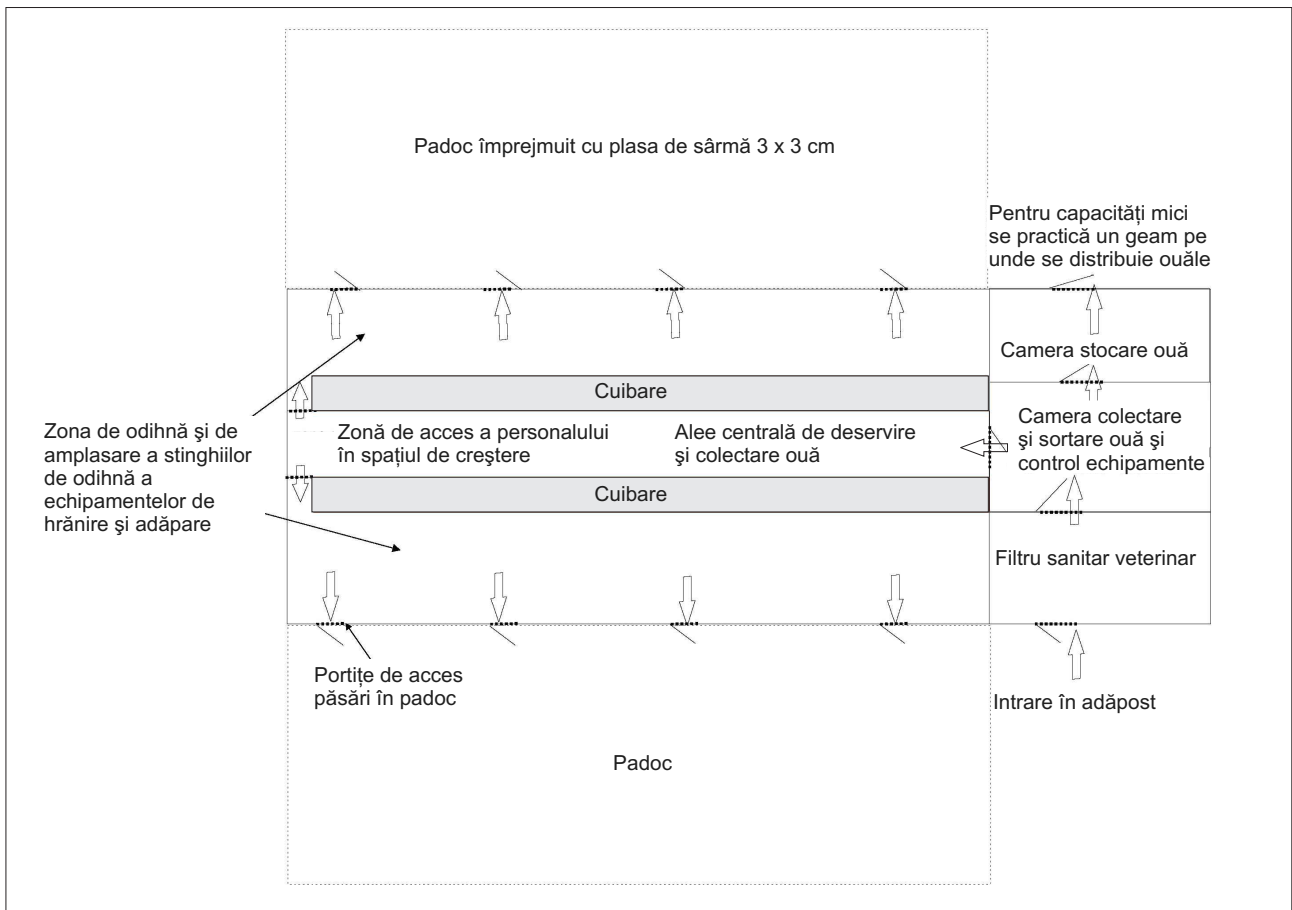 Padoc împrejmuit cu plasa de sârmă 3 x 3 cm
Pentru capacităţi mici
se practică un geam pe
unde se distribuie ouăle
Camera stocare ouă
Cuibare
Zona de odihnă şi de
amplasare a stinghiilor
de odihnă a
echipamentelor de
hrănire şi adăpare
Zonă de acces a personalului
în spaţiul de creştere
Alee centrală de deservire
şi colectare ouă
Camera colectare
şi sortare ouă şi
control echipamente
Cuibare
Filtru sanitar veterinar
Portiţe de acces
păsări în padoc
Intrare în adăpost
Padoc